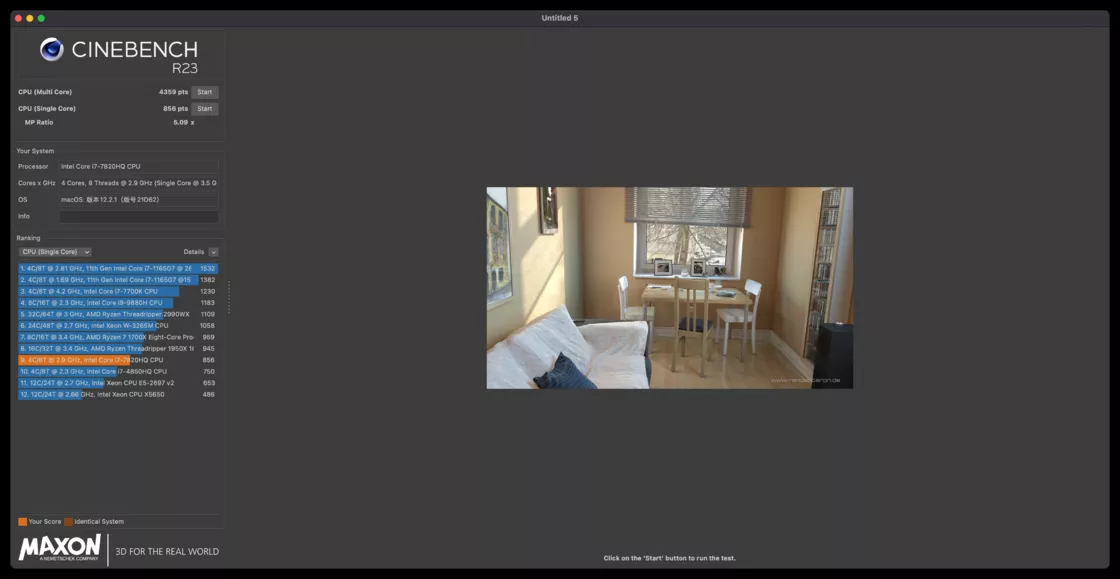 Untitled 5
CINEBENCH
R23
CPU (Multi Core) 4359 pts Start
CPU (Single Core) 856 pts Start
MP Ratio 5.09 x
Your System
Processor Intel Core i7-7920HQ CPU
Cores x GHz 4 Cores, 8 Threads @ 2.9 GHz (Single Core @ 3.5 G
OS macOS: 版本12.2.1（版号21D62）
Info
Ranking
CPU (Single Core) Details
1. 4C/8T @ 2.81 GHz, 11th Gen Intel Core i7-1165G7 @ 28 1532
2. 4C/8T @ 1.69 GHz, 11th Gen Intel Core i7-1165G7 @15 1382
3. 4C/8T @ 4.2 GHz, Intel Core i7-7700K CPU 1230
4. 8C/16T @ 2.3 GHz, Intel Core i9-9880H CPU 1183
5. 32C/64T @ 3 GHz, AMD Ryzen Threadripper 2990WX 1109
6. 24C/48T @ 2.7 GHz, Intel Xeon W-3265M CPU 1058
7. 8C/16T @ 3.4 GHz, AMD Ryzen 7 1700X Eight-Core Pro 959
8. 16C/32T @ 3.4 GHz, AMD Ryzen Threadripper 1950X 945
9. 4C/8T @ 2.9 GHz, Intel Core i7-7920HQ CPU 856
10. 4C/8T @ 2.3 GHz, Intel Core i7-4850HQ CPU 750
11. 12C/24T @ 2.7 GHz, Intel Xeon CPU E5-2697 v2 653
12. 12C/24T @ 2.66 GHz, Intel Xeon CPU X5650 486
Your Score Identical System
MAXON
A NEMETSCHEK COMPANY
3D FOR THE REAL WORLD
www.renderbaron.de
Click on the 'Start' button to run the test.